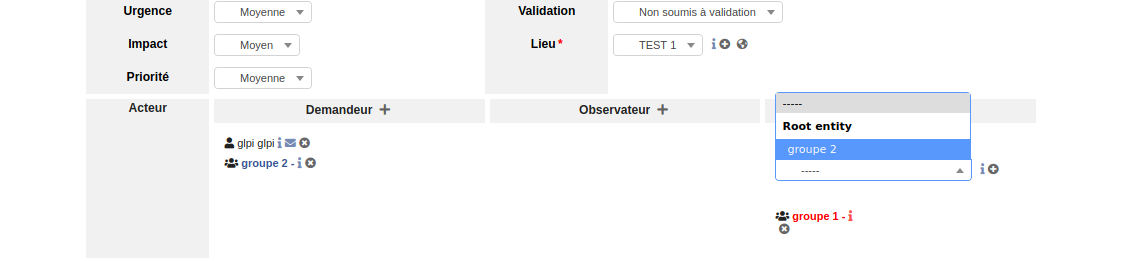 Urgence Moyenne Validation Non soumis à validation
Impact Moyen Lieu * TEST 1
Priorité Moyenne
Acteur Demandeur Observateur
-----
Root entity
glpi glpi
groupe 2
groupe 2 -
-----
groupe 1 -